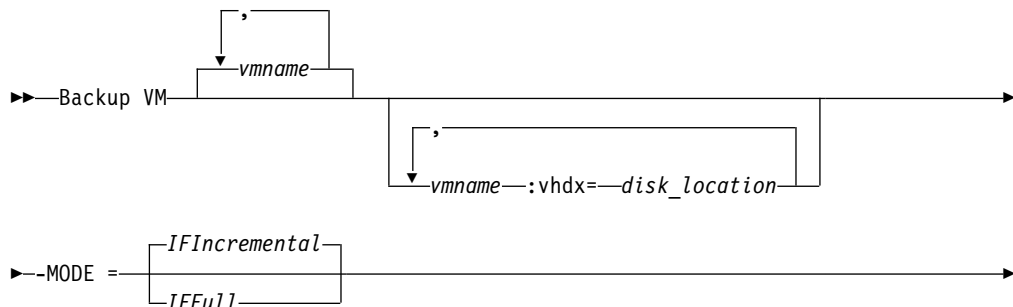 ,
vmname
Backup VM
,
vmname :vhdx= disk_location
IFIncremental
-MODE =
IFFull